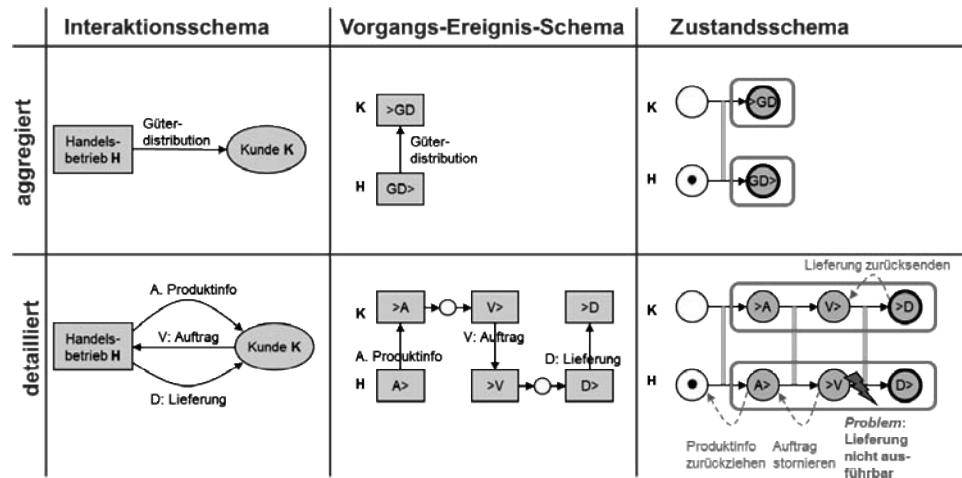 Interaktionsschema
Vorgangs-Ereignis-Schema
Zustandsschema
aggregiert
Handels-
betrieb H
Güter-
distribution
Kunde K
K
>GD
Güter-
distribution
H
GD>
K
>GD
H
GD>
detailliert
A. Produktinfo
Handels-
betrieb H
V: Auftrag
Kunde K
D: Lieferung
K
>A
V>
>D
A. Produktinfo
V: Auftrag
D: Lieferung
H
A>
>V
D>
Lieferung zurücksenden
K
>A
V>
>D
H
A>
>V
D>
Produktinfo
zurückziehen
Auftrag
stornieren
Problem:
Lieferung
nicht aus-
führbar